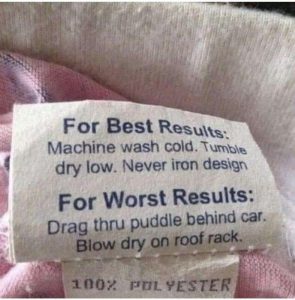 For Best Results:
Machine wash cold. Tumble
dry low. Never iron design
For Worst Results:
Drag thru puddle behind car.
Blow dry on roof rack.
100% POLYESTER